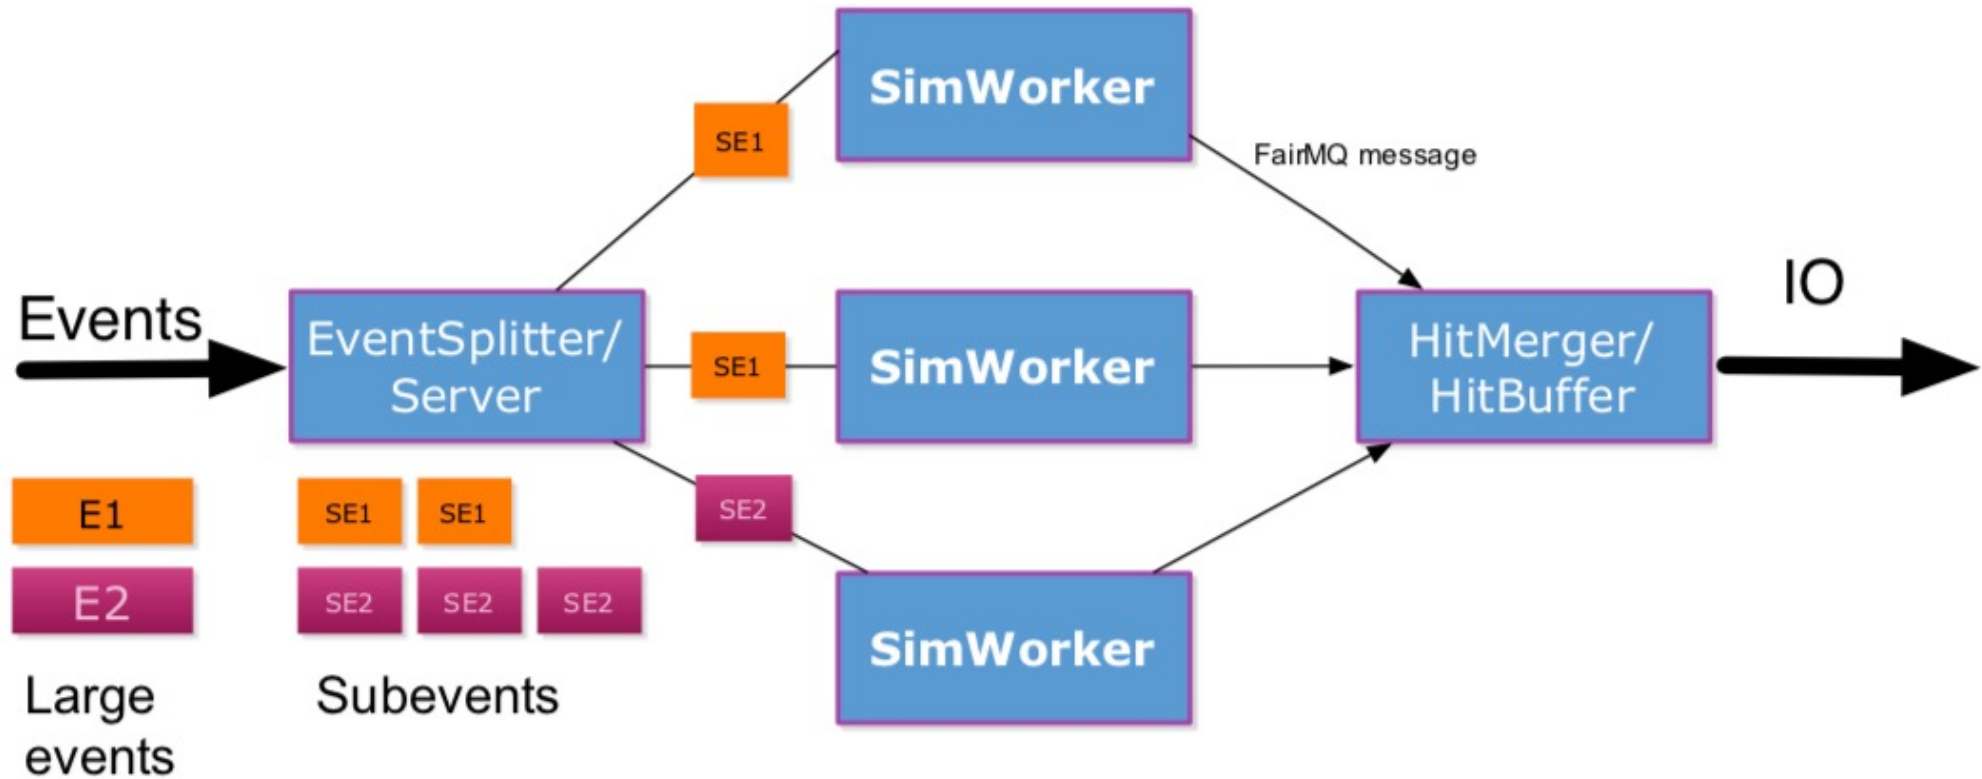 SimWorker
SE1
FairMQ message
Events
IO
EventSplitter/
Server
SE1
SimWorker
HitMerger/
HitBuffer
E1
SE1 SE1
SE2
E2
SE2 SE2 SE2
SimWorker
Large
events
Subevents